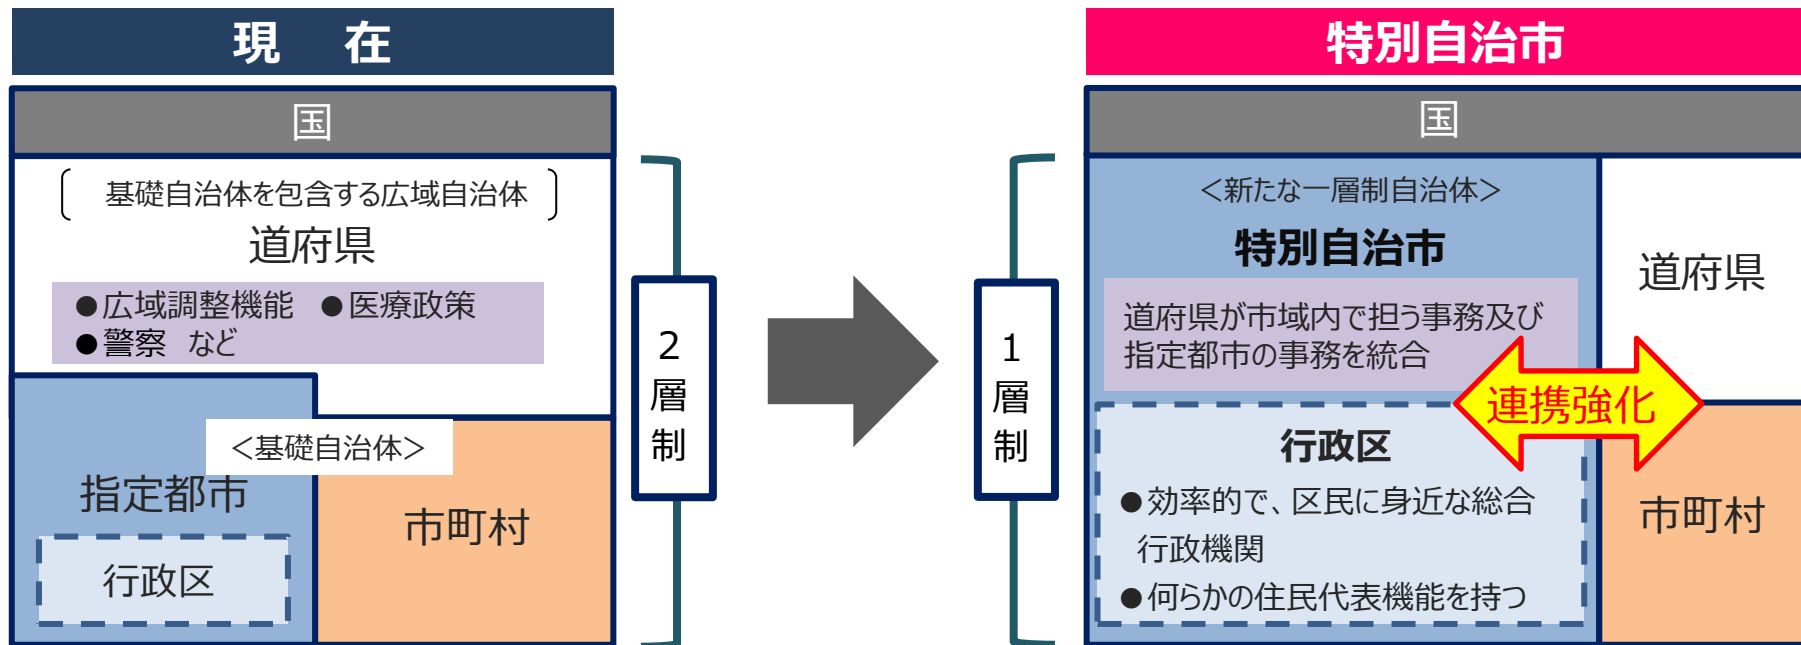 現　在
国
基礎自治体を包含する広域自治体
道府県
●広域調整機能　●医療政策
●警察　など
＜基礎自治体＞
指定都市
行政区
市町村
2層制
特別自治市
国
＜新たな一層制自治体＞
特別自治市
道府県が市域内で担う事務及び
指定都市の事務を統合
行政区
●効率的で、区民に身近な総合
行政機関
●何らかの住民代表機能を持つ
道府県
連携強化
市町村
1層制